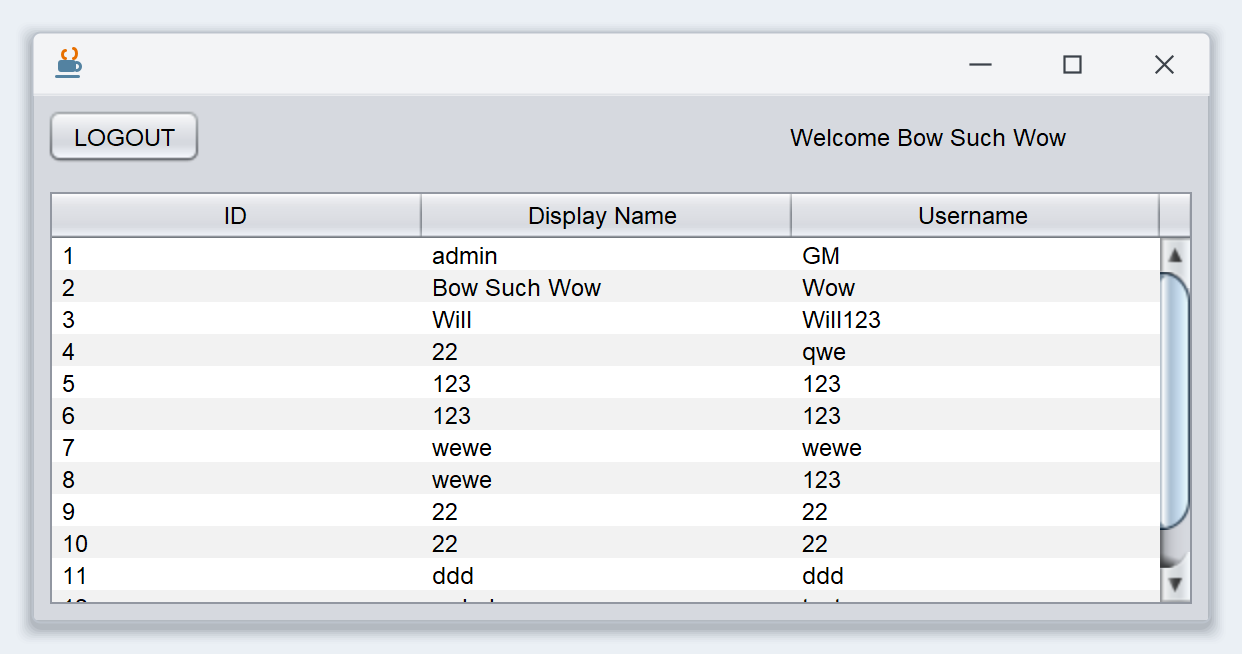 LOGOUT Welcome Bow Such Wow
ID Display Name Username
1 admin GM
2 Bow Such Wow Wow
3 Will Will123
4 22 qwe
5 123 123
6 123 123
7 wewe wewe
8 wewe 123
9 22 22
10 22 22
11 ddd ddd